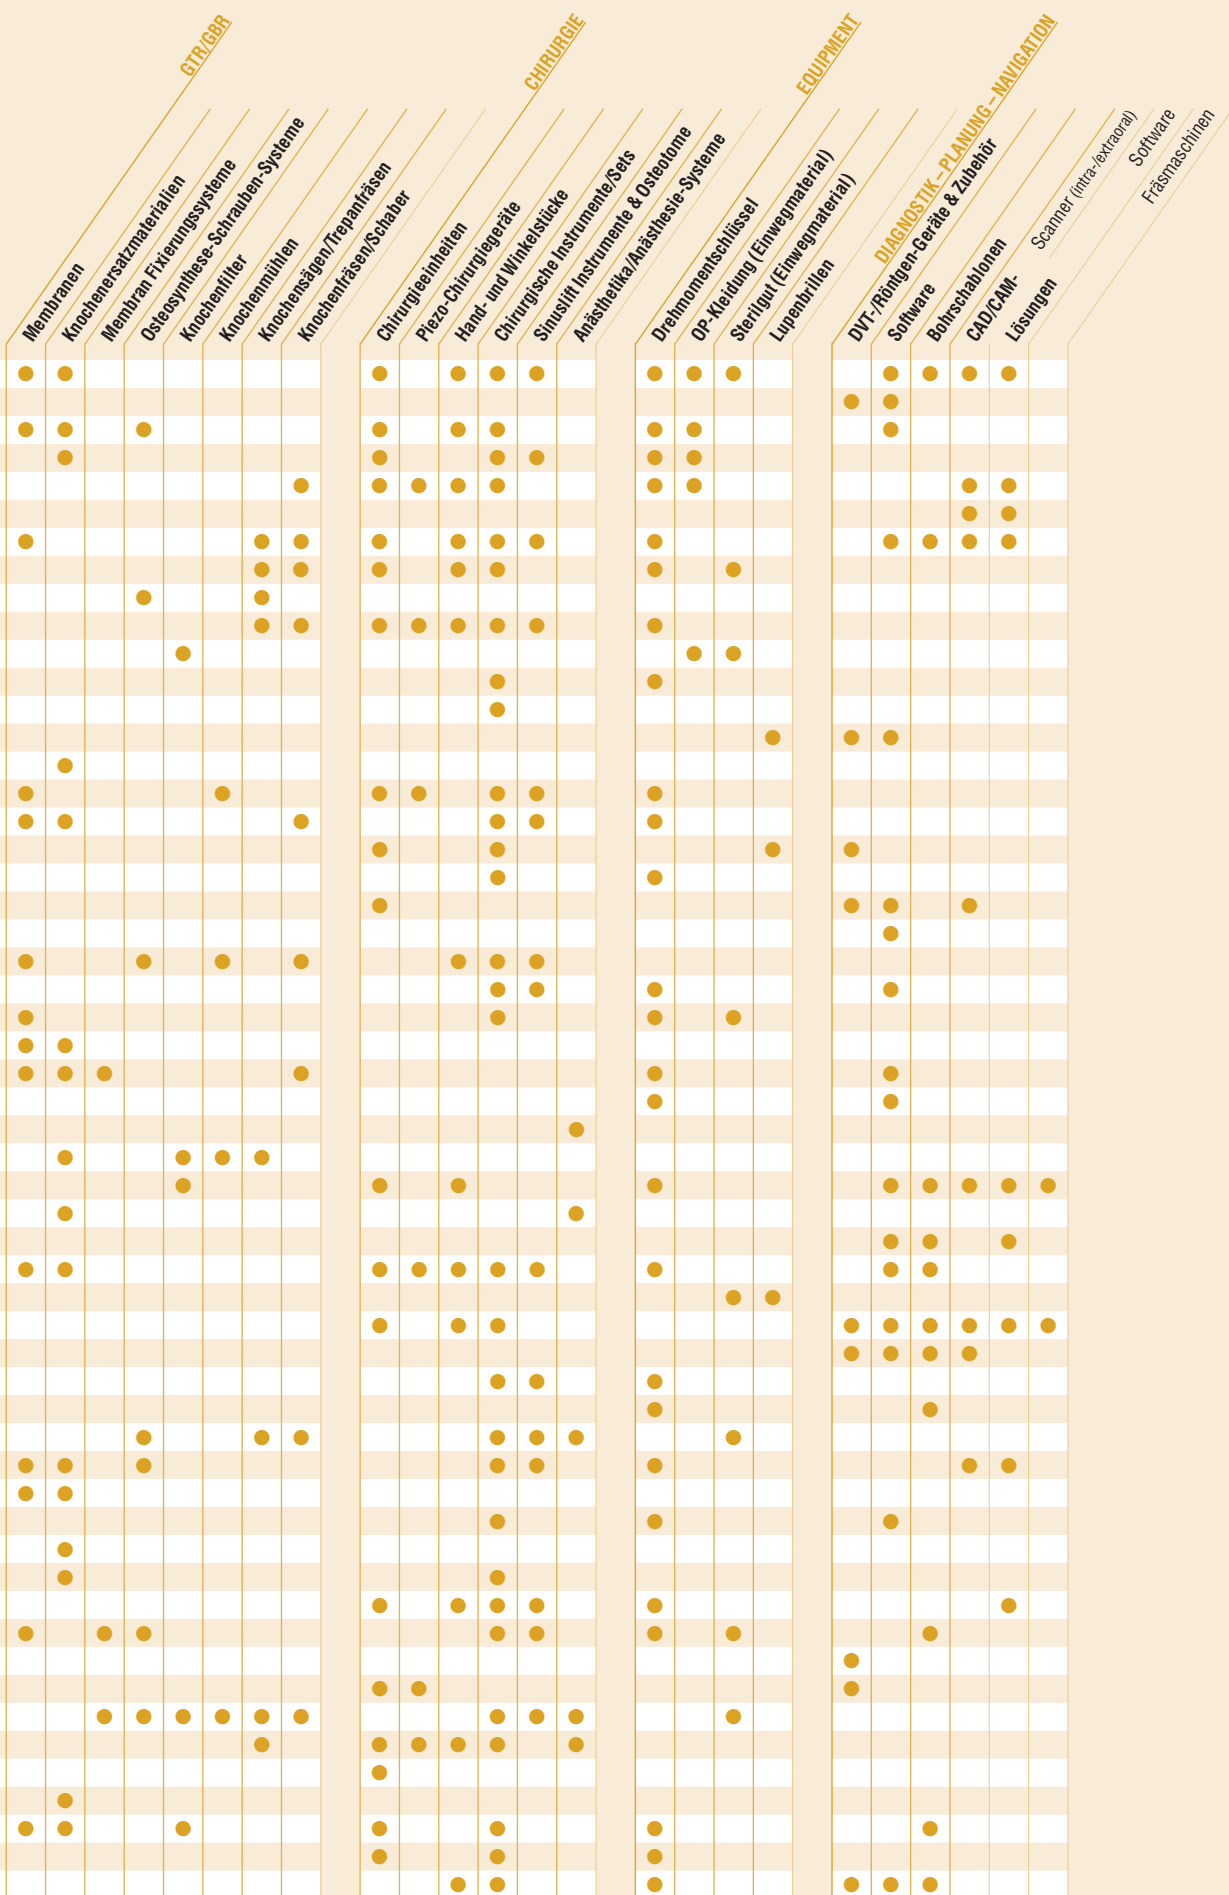 GTR/GBR
Membranen
Knochenersatzmaterialien
Membran Fixierungssysteme
Osteosynthese-Schrauben-Systeme
Knochenfilter
Knochenmühlen
Knochensägen/Trepanfräsen
Knochenfräsen/Schaber
CHIRURGIE
Chirurgieeinheiten
Piezo-Chirurgiegeräte
Hand- und Winkelstücke
Chirurgische Instrumente/Sets
Sinuslift Instrumente & Osteotome
Anästhetika/Anästhesie-Systeme
EQUIPMENT
Drehmomentschlüssel
OP-Kleidung (Einwegmaterial)
Sterilgut (Einwegmaterial)
Lupenbrillen
DIAGNOSTIK – PLANUNG – NAVIGATION
DVT-/Röntgen-Geräte & Zubehör
Software
Bohrschablonen
CAD/CAM-
Lösungen
Scanner (intra-/extraoral)
Software
Fräsmaschinen